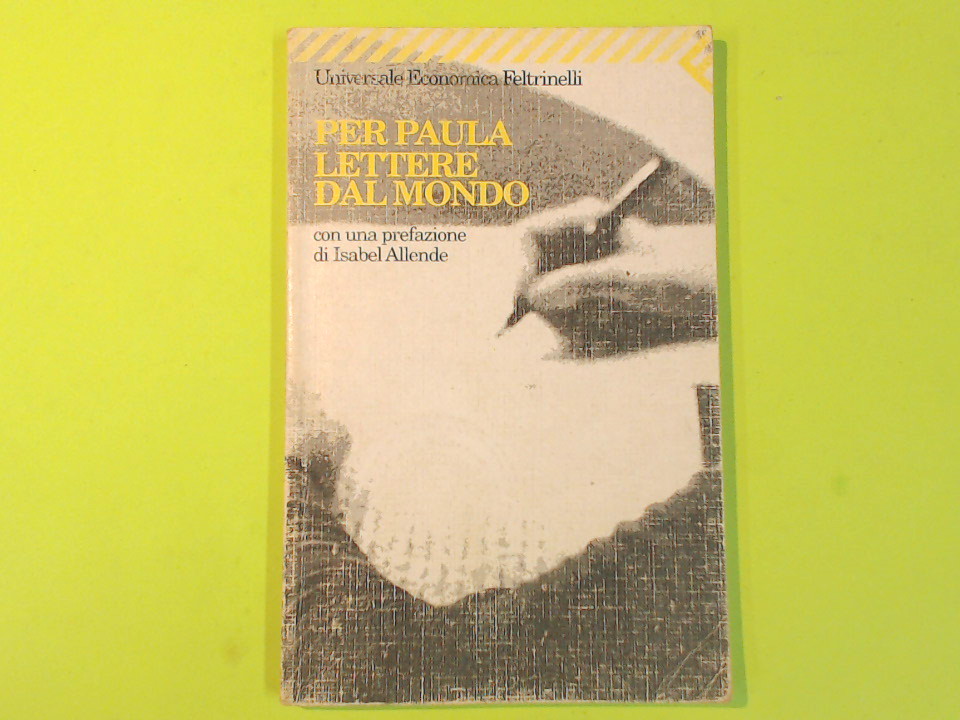 Universale Economica Feltrinelli
PER PAULA
LETTERE
DAL MONDO
con una prefazione
di Isabel Allende